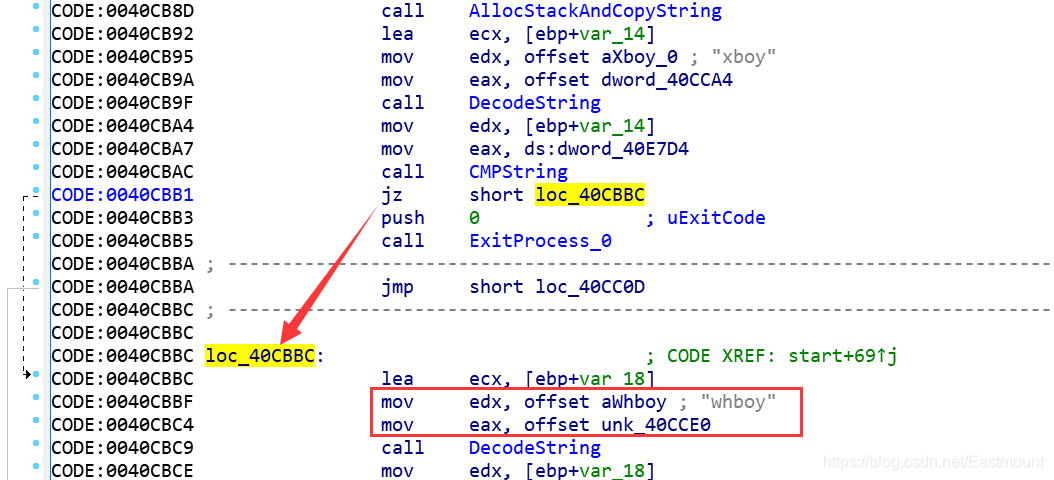 CODE:0040CB8D call AllocStackAndCopyString
CODE:0040CB92 lea ecx, [ebp+var_14]
CODE:0040CB95 mov edx, offset aXboy_0 ; "xboy"
CODE:0040CB9A mov eax, offset dword_40CCA4
CODE:0040CB9F call DecodeString
CODE:0040CBA4 mov edx, [ebp+var_14]
CODE:0040CBA7 mov eax, ds:dword_40E7D4
CODE:0040CBAC call CMPString
CODE:0040CBB1 jz short loc_40CBBC
CODE:0040CBB3 push 0 ; uExitCode
CODE:0040CBB5 call ExitProcess_0
CODE:0040CBBA ; ---------------------------------------------------------------------------
CODE:0040CBBA jmp short loc_40CC0D
CODE:0040CBBC ; ---------------------------------------------------------------------------
CODE:0040CBBC
CODE:0040CBBC loc_40CBBC: ; CODE XREF: start+69↑j
CODE:0040CBBC lea ecx, [ebp+var_18]
CODE:0040CBBF mov edx, offset aWhboy ; "whboy"
CODE:0040CBC4 mov eax, offset unk_40CCE0
CODE:0040CBC9 call DecodeString
CODE:0040CBCE mov edx, [ebp+var_18]
https://blog.csdn.net/Eastmount